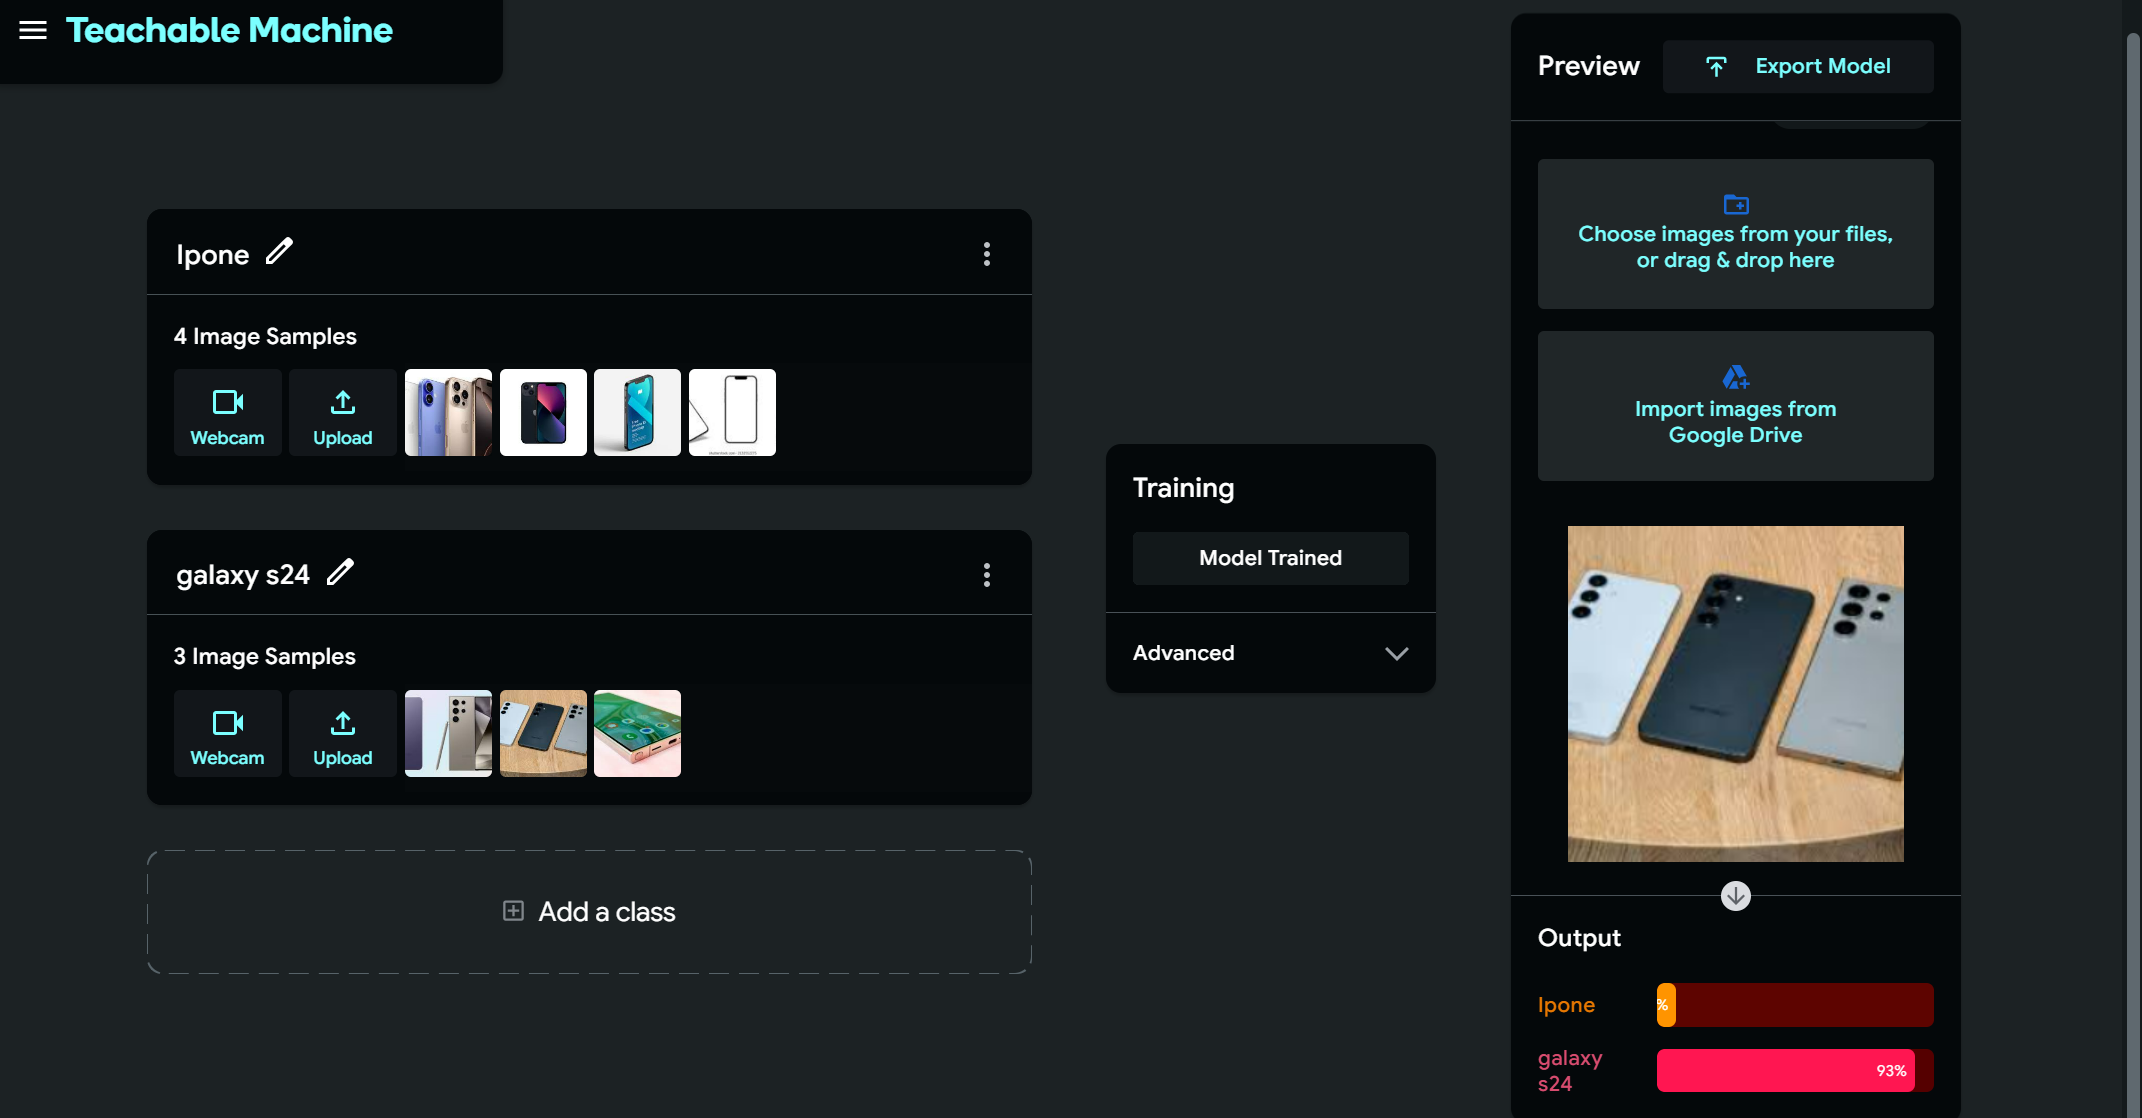 Teachable Machine
Ipone
4 Image Samples
Webcam
Upload
galaxy s24
3 Image Samples
Webcam
Upload
Add a class
Training
Model Trained
Advanced
Preview
Export Model
Choose images from your files,
or drag & drop here
Import images from
Google Drive
Output
Ipone
%
galaxy
s24
93%